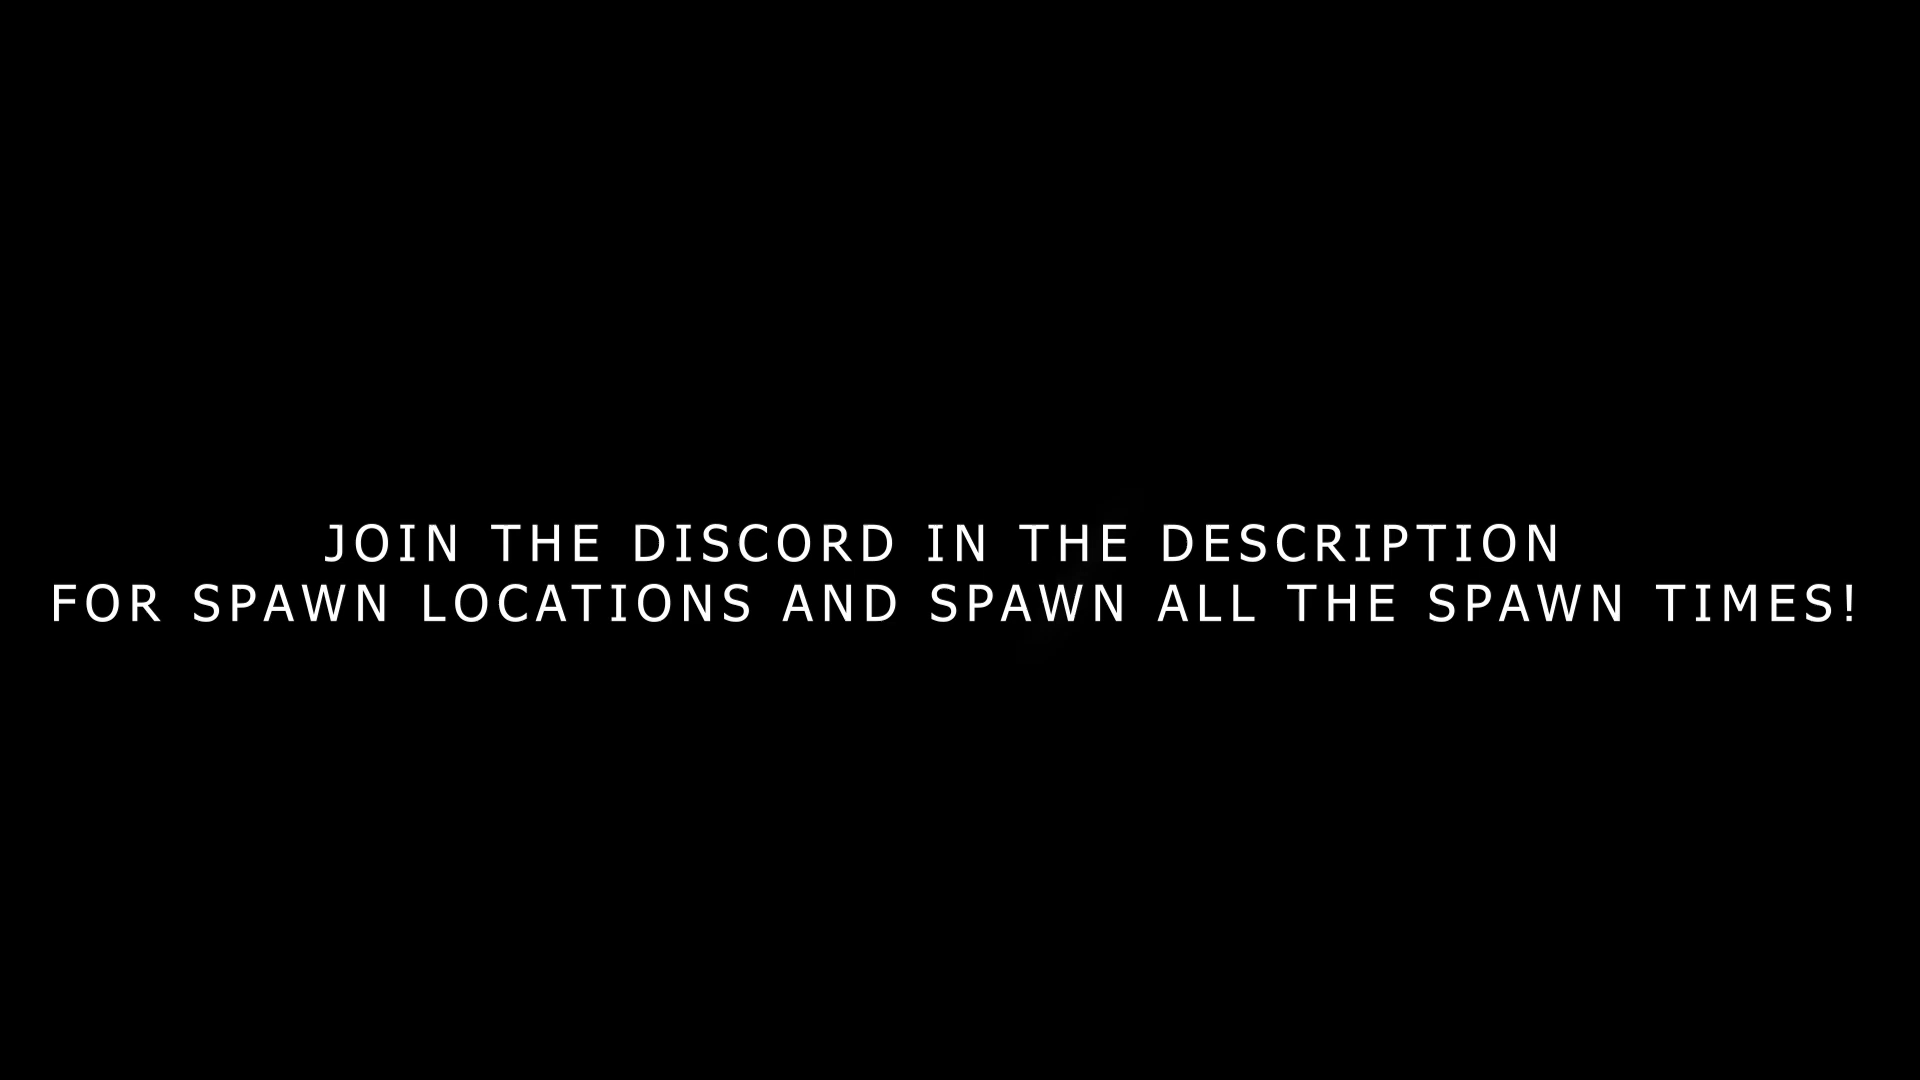 JOIN THE DISCORD IN THE DESCRIPTION
FOR SPAWN LOCATIONS AND SPAWN ALL THE SPAWN TIMES!